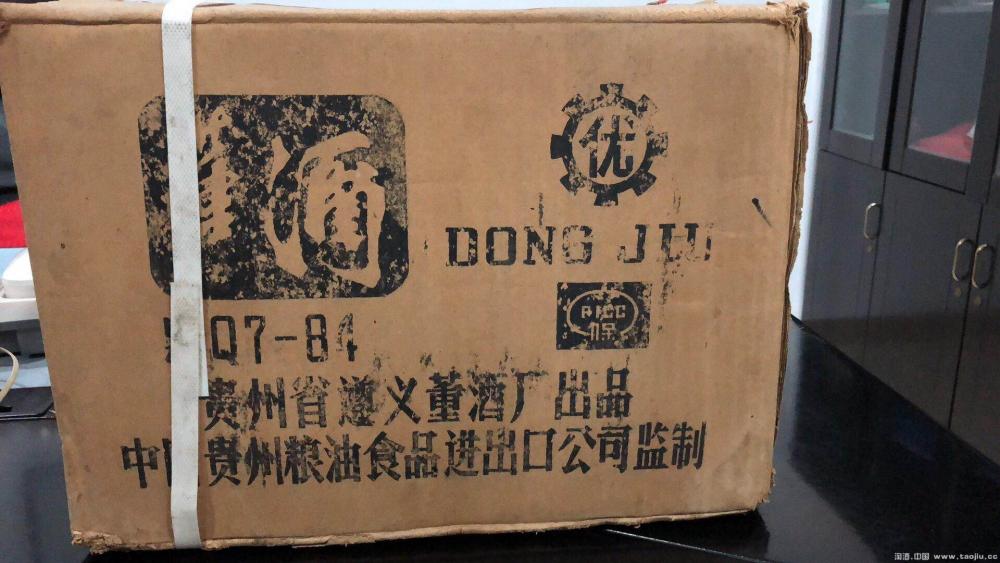 董酒
优
DONG JIU
PICC
保
Q7-84
贵州省遵义董酒厂出品
中国贵州粮油食品进出口公司监制
淘酒.中国 www.taojiu.cc